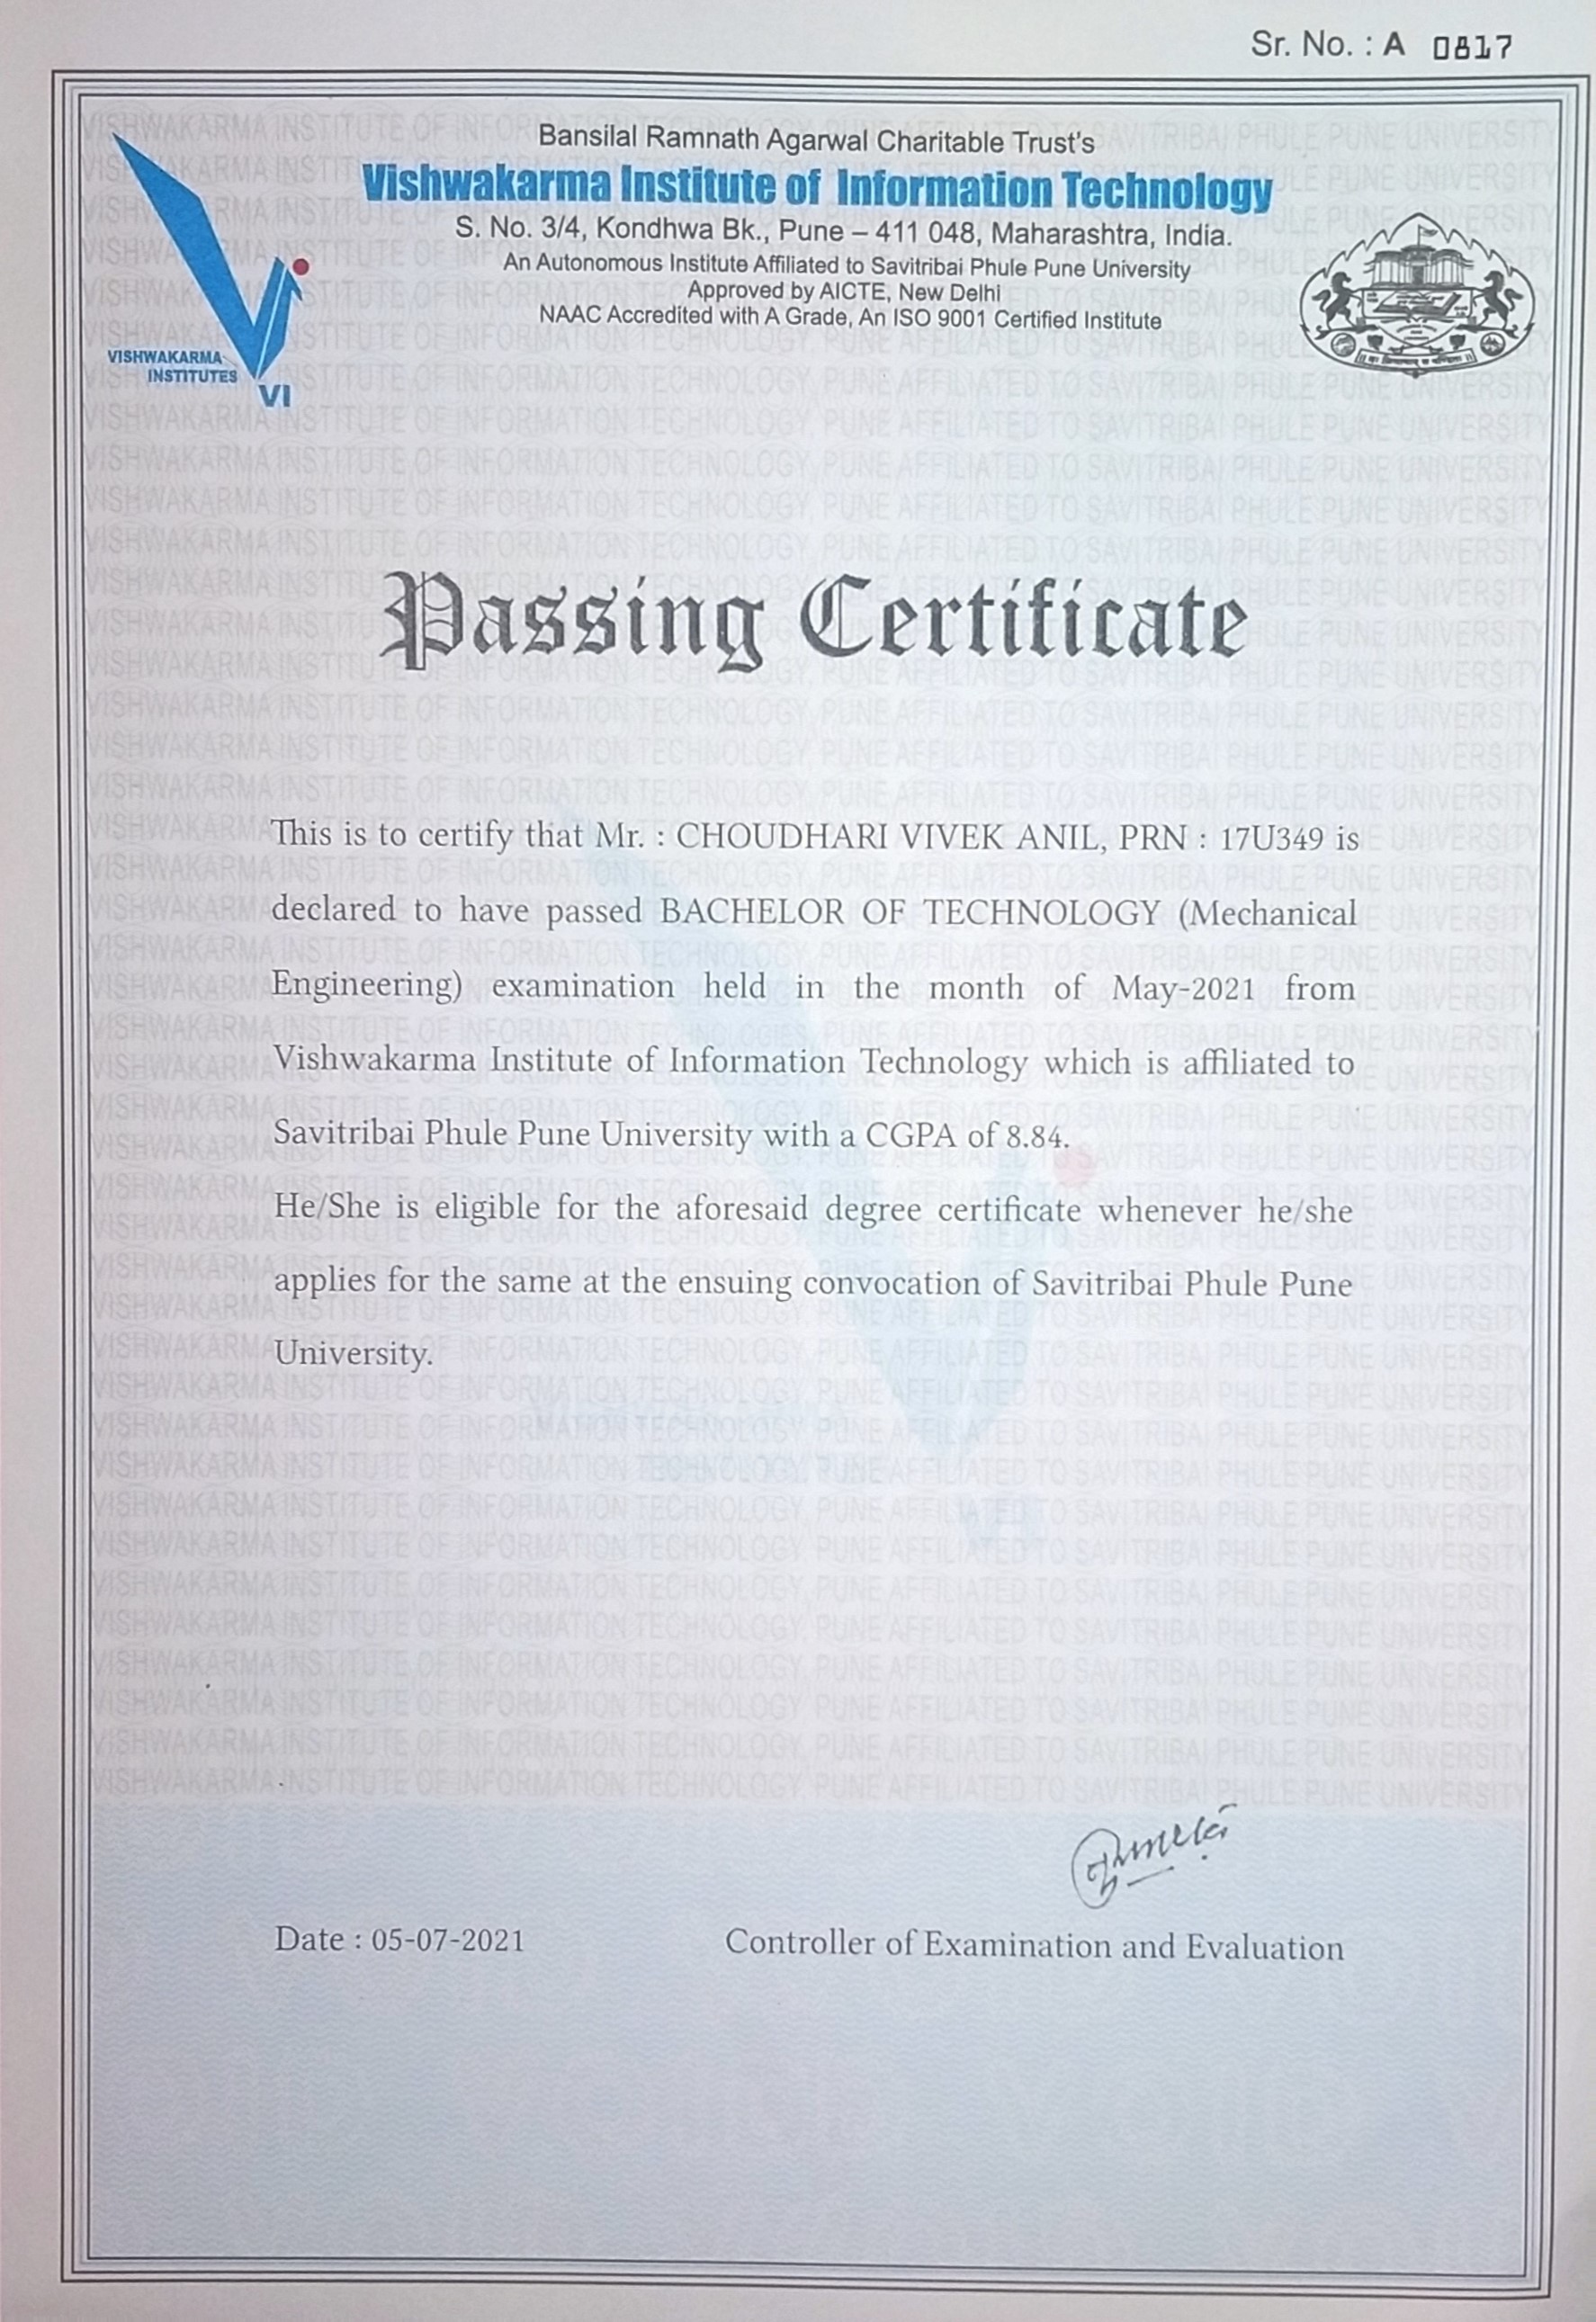 Sr. No. : A 0817
Bansilal Ramnath Agarwal Charitable Trust's
Vishwakarma Institute of Information Technology
S. No. 3/4, Kondhwa Bk., Pune – 411 048, Maharashtra, India.
An Autonomous Institute Affiliated to Savitribai Phule Pune University
Approved by AICTE, New Delhi
NAAC Accredited with A Grade, An ISO 9001 Certified Institute
VISHWAKARMA
INSTITUTES
VI
Passing Certificate
This is to certify that Mr. : CHOUDHARI VIVEK ANIL, PRN : 17U349 is
declared to have passed BACHELOR OF TECHNOLOGY (Mechanical
Engineering) examination held in the month of May-2021 from
Vishwakarma Institute of Information Technology which is affiliated to
Savitribai Phule Pune University with a CGPA of 8.84.
He/She is eligible for the aforesaid degree certificate whenever he/she
applies for the same at the ensuing convocation of Savitribai Phule Pune
University.
Date : 05-07-2021
Controller of Examination and Evaluation